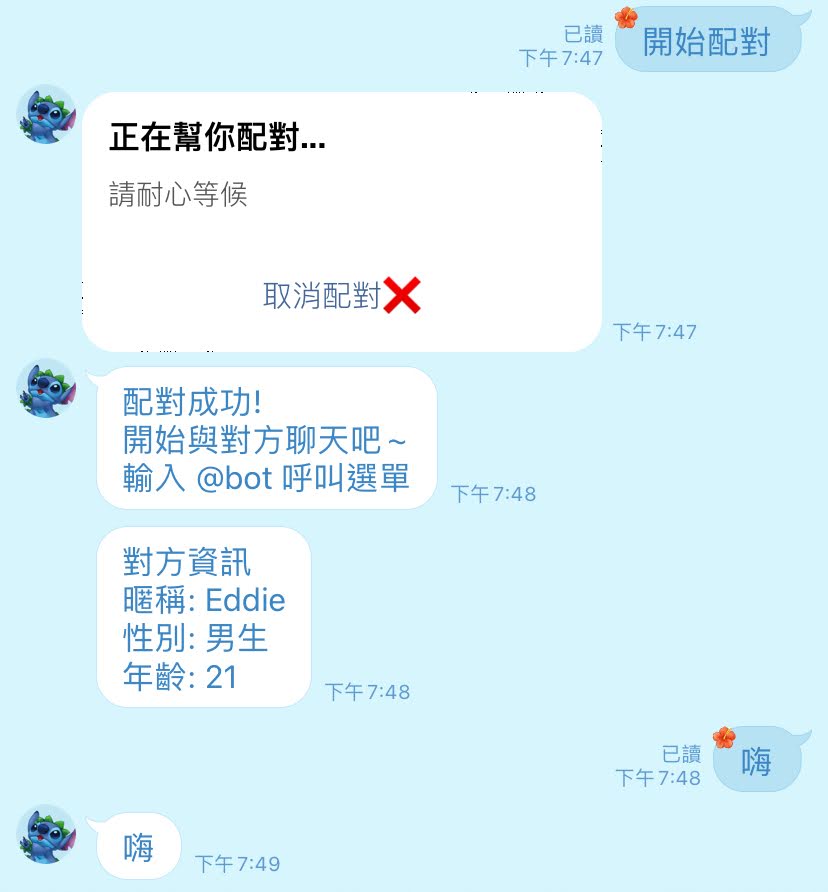 開始配對
已讀
下午7:47
正在幫你配對...
請耐心等候
取消配對❌
下午7:47
配對成功!
開始與對方聊天吧~
輸入 @bot 呼叫選單
下午7:48
對方資訊
暱稱: Eddie
性別: 男生
年齡: 21
下午7:48
嗨
已讀
下午7:48
嗨
下午7:49